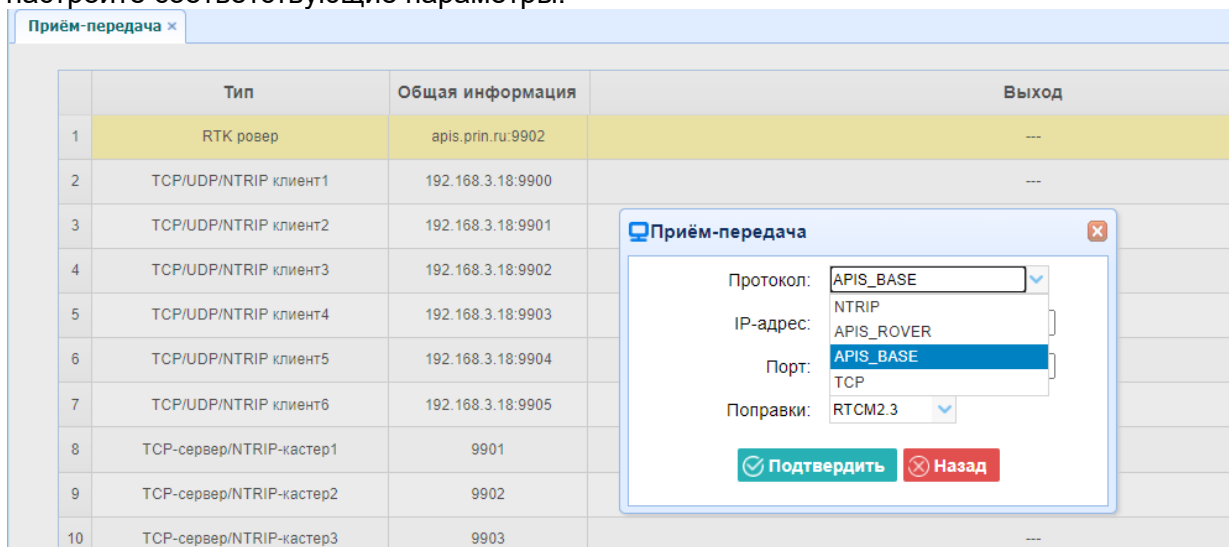 настройте соответствующие параметры.
Приём-передача ×
Тип Общая информация Выход
1 RTK ровер apis.prin.ru:9902 ---
2 TCP/UDP/NTRIP клиент1 192.168.3.18:9900 ---
3 TCP/UDP/NTRIP клиент2 192.168.3.18:9901
4 TCP/UDP/NTRIP клиент3 192.168.3.18:9902
5 TCP/UDP/NTRIP клиент4 192.168.3.18:9903
6 TCP/UDP/NTRIP клиент5 192.168.3.18:9904
7 TCP/UDP/NTRIP клиент6 192.168.3.18:9905
8 TCP-сервер/NTRIP-кастер1 9901
9 TCP-сервер/NTRIP-кастер2 9902
10 TCP-сервер/NTRIP-кастер3 9903 ---
Приём-передача
Протокол: APIS_BASE
NTRIP
IP-адрес:
APIS_ROVER
APIS_BASE
Порт:
TCP
Поправки: RTCM2.3
Подтвердить Назад